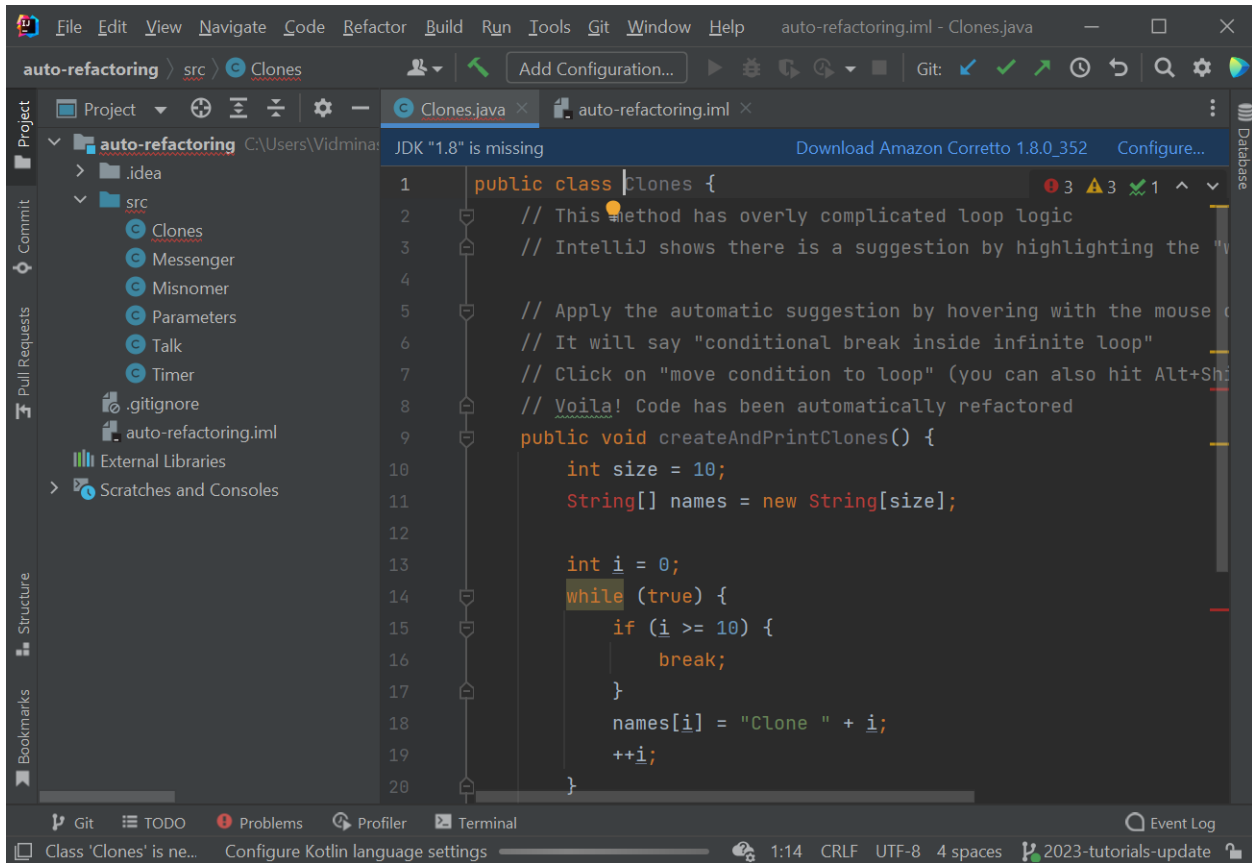 File Edit View Navigate Code Refactor Build Run Tools Git Window Help auto-refactoring.iml - Clones.java
auto-refactoring src Clones Add Configuration... Git:
Project
Project
auto-refactoring C:\Users\Vidminas
.idea
src
Clones
Messenger
Misnomer
Parameters
Talk
Timer
.gitignore
auto-refactoring.iml
External Libraries
Scratches and Consoles
Commit
Pull Requests
Structure
Bookmarks
Clones.java auto-refactoring.iml
JDK "1.8" is missing Download Amazon Corretto 1.8.0_352 Configure...
3 3 1
1 public class Clones {
2 // This method has overly complicated loop logic
3 // IntelliJ shows there is a suggestion by highlighting the "w
4
5 // Apply the automatic suggestion by hovering with the mouse
6 // It will say "conditional break inside infinite loop"
7 // Click on "move condition to loop" (you can also hit Alt+Shi
8 // Voila! Code has been automatically refactored
9 public void createAndPrintClones() {
10 int size = 10;
11 String[] names = new String[size];
12
13 int i = 0;
14 while (true) {
15 if (i >= 10) {
16 break;
17 }
18 names[i] = "Clone " + i;
19 ++i;
20 }
Database
Git TODO Problems Profiler Terminal Event Log
Class 'Clones' is ne... Configure Kotlin language settings 1:14 CRLF UTF-8 4 spaces 2023-tutorials-update